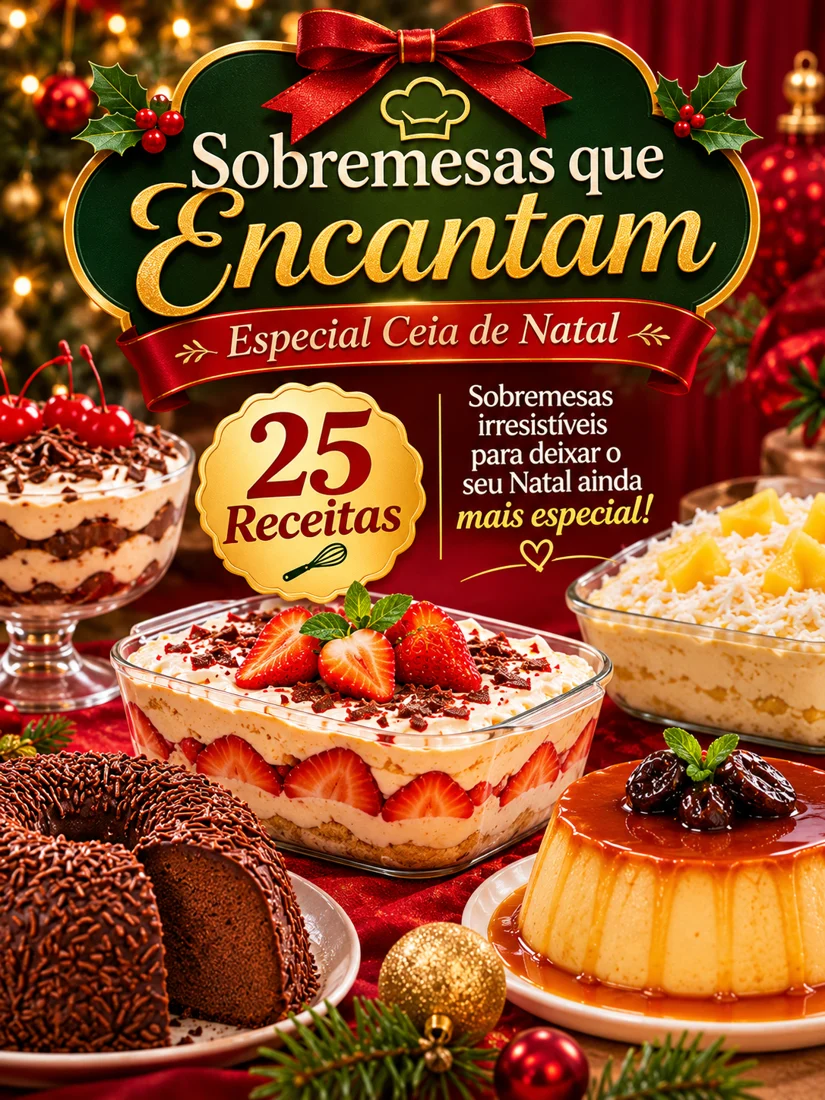 Sobremesas que
Encantam
Especial Ceia de Natal
25
Receitas
Sobremesas
irresistíveis
para deixar o
seu Natal ainda
mais especial!